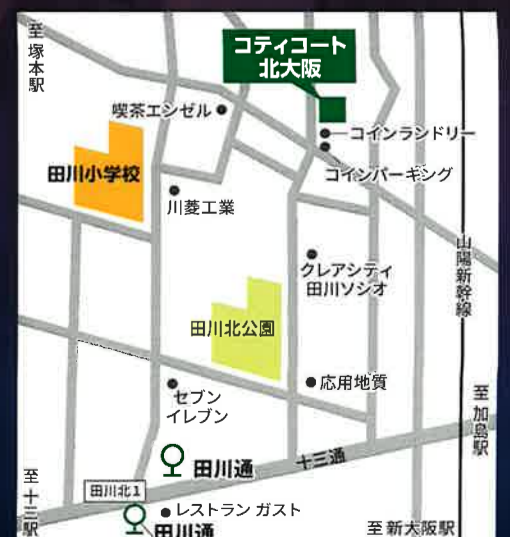 至塚本駅
コティコート
北大阪
喫茶エンゼル
コインランドリー
コインパーキング
田川小学校
川菱工業
山陽新幹線
クレアシティ
田川ソシオ
田川北公園
応用地質
セブン
イレブン
至加島駅
田川通
十三通
至十三駅
田川北1
レストラン ガスト
田川通
至新大阪駅